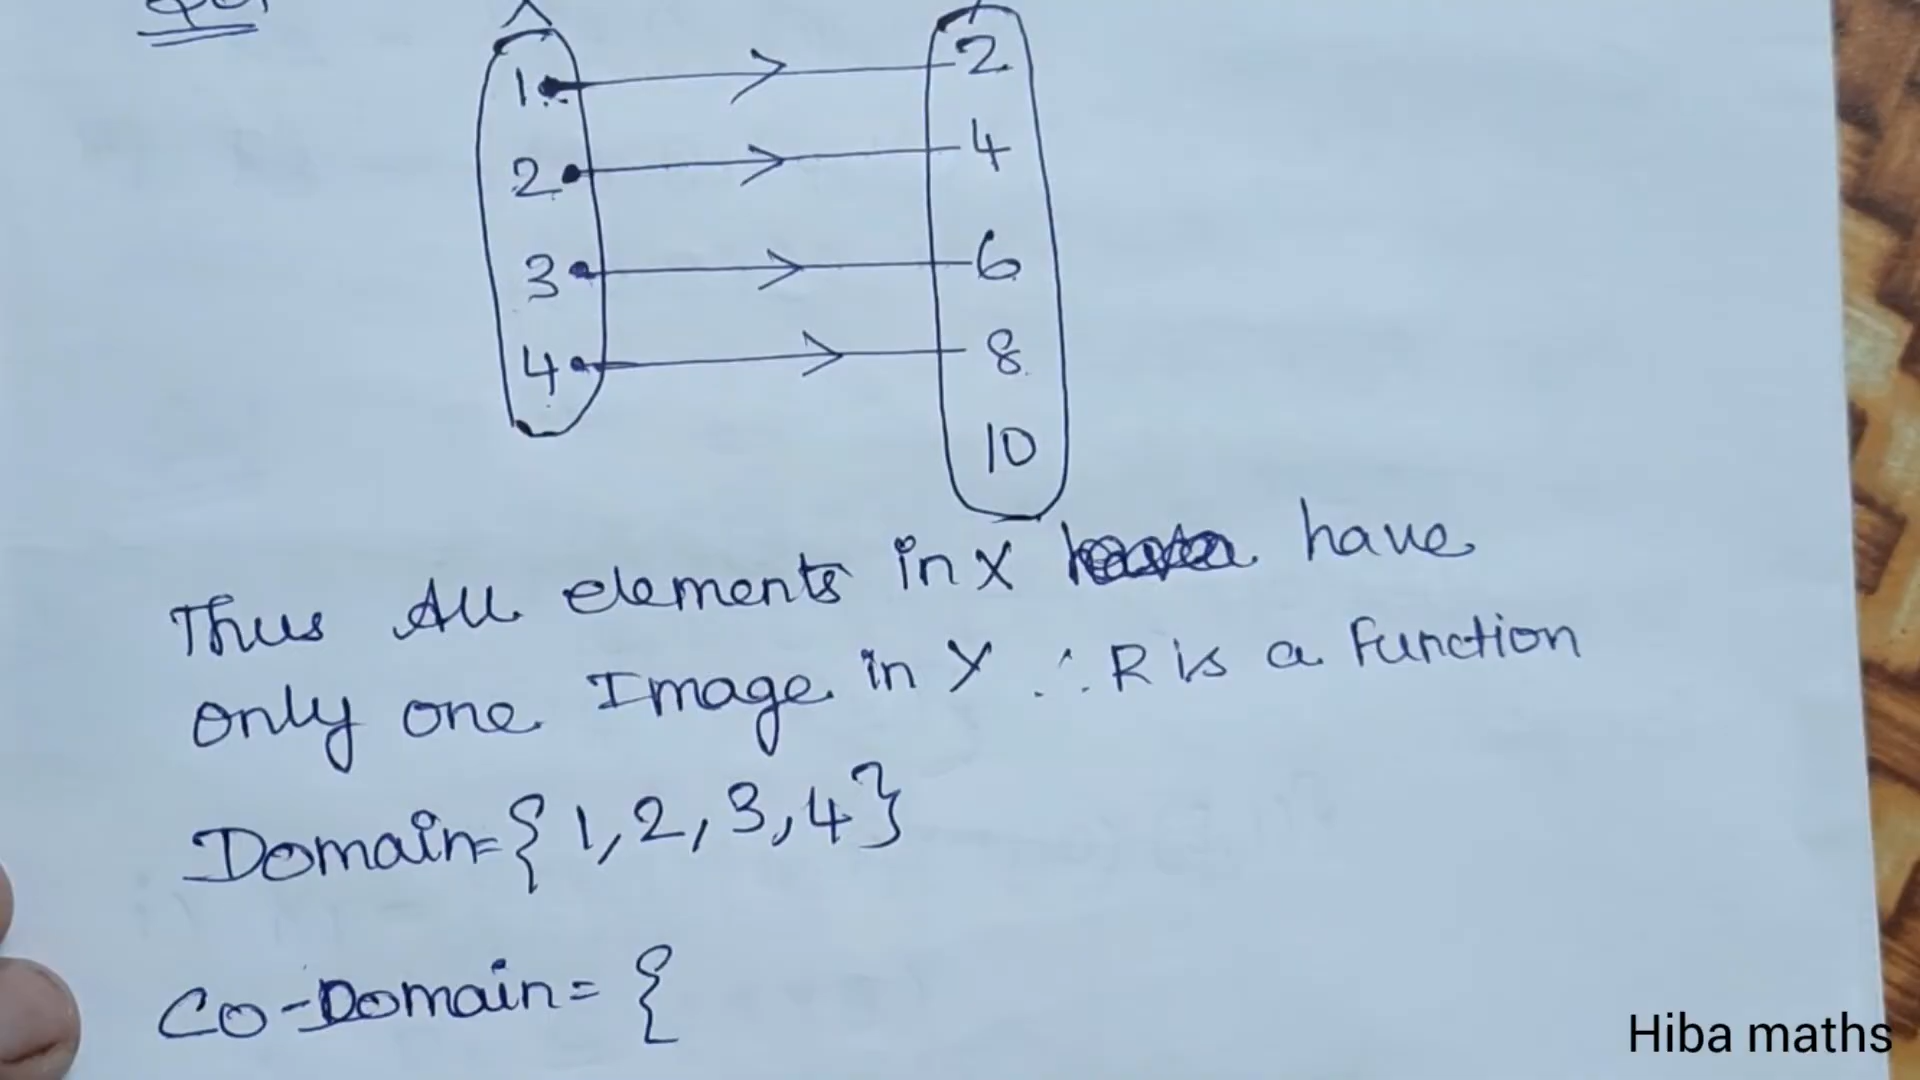 1 2
2 4
3 6
4 8
10
Thus All elements in X have
only one Image in Y ∴ R is a function
Domain = {1, 2, 3, 4}
Co-Domain = {
Hiba maths